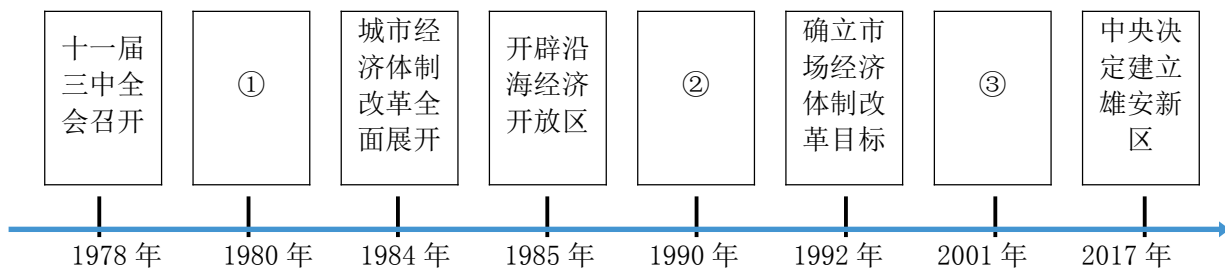 十一届
三中全
会召开
①
城市经
济体制
改革全
面展开
开辟沿
海经济
开放区
②
确立市
场经济
体制改
革目标
③
中央决
定建立
雄安新
区
1978 年
1980 年
1984 年
1985 年
1990 年
1992 年
2001 年
2017 年